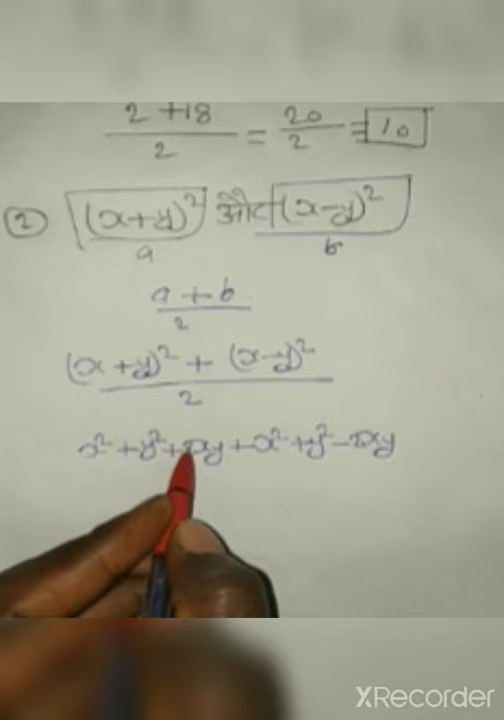 2 + 18 / 2 = 20 / 2 = 10
② (x+y)² और (x-y)²
a b
a + b / 2
(x + y)² + (x-y)² / 2
x² + y² + 2xy + x² + y² - 2xy
XRecorder